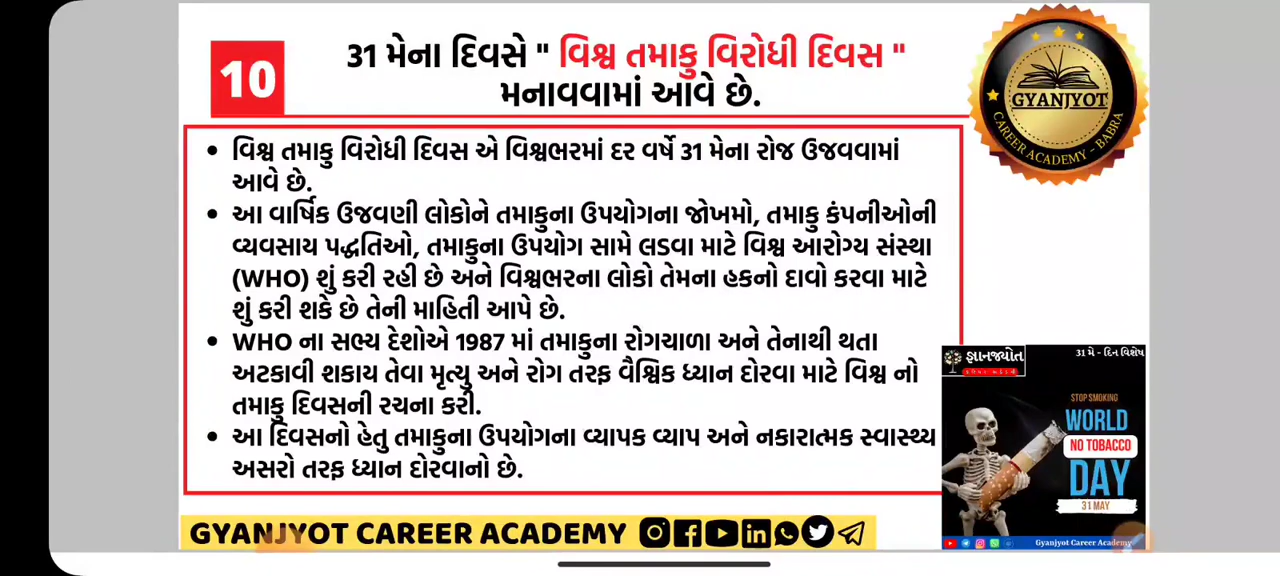 10
31 મેના દિવસે " વિશ્વ તમાકુ વિરોધી દિવસ "
મનાવવામાં આવે છે.
GYANJYOT
CAREER ACADEMY - BABRA
• વિશ્વ તમાકુ વિરોધી દિવસ એ વિશ્વભરમાં દર વર્ષે 31 મેના રોજ ઉજવવામાં
આવે છે.
• આ વાર્ષિક ઉજવણી લોકોને તમાકુના ઉપયોગના જોખમો, તમાકુ કંપનીઓની
વ્યવસાય પદ્ધતિઓ, તમાકુના ઉપયોગ સામે લડવા માટે વિશ્વ આરોગ્ય સંસ્થા
(WHO) શું કરી રહી છે અને વિશ્વભરના લોકો તેમના હકનો દાવો કરવા માટે
શું કરી શકે છે તેની માહિતી આપે છે.
• WHO ના સભ્ય દેશોએ 1987 માં તમાકુના રોગચાળા અને તેનાથી થતા
અટકાવી શકાય તેવા મૃત્યુ અને રોગ તરફ વૈશ્વિક ધ્યાન દોરવા માટે વિશ્વ નો
તમાકુ દિવસની રચના કરી.
• આ દિવસનો હેતુ તમાકુના ઉપયોગના વ્યાપક વ્યાપ અને નકારાત્મક સ્વાસ્થ્ય
અસરો તરફ ધ્યાન દોરવાનો છે.
જ્ઞાનજ્યોત
31 મે - દિન વિશેષ
STOP SMOKING
WORLD
NO TOBACCO
DAY
31 MAY
Gyanjyot Career Academy
GYANJYOT CAREER ACADEMY